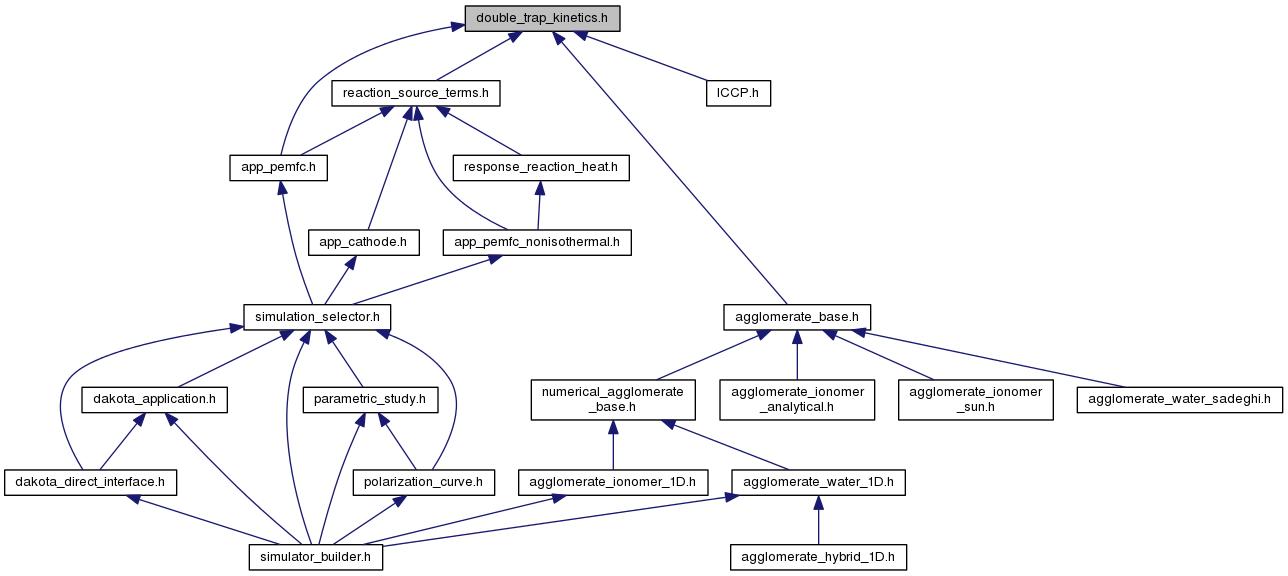 double_trap_kinetics.h
reaction_source_terms.h
ICCP.h
app_pemfc.h
response_reaction_heat.h
app_cathode.h
app_pemfc_nonisothermal.h
simulation_selector.h
agglomerate_base.h
dakota_application.h
parametric_study.h
numerical_agglomerate
_base.h
agglomerate_ionomer
_analytical.h
agglomerate_ionomer
_sun.h
agglomerate_water_sadeghi.h
dakota_direct_interface.h
polarization_curve.h
agglomerate_ionomer_1D.h
agglomerate_water_1D.h
simulator_builder.h
agglomerate_hybrid_1D.h